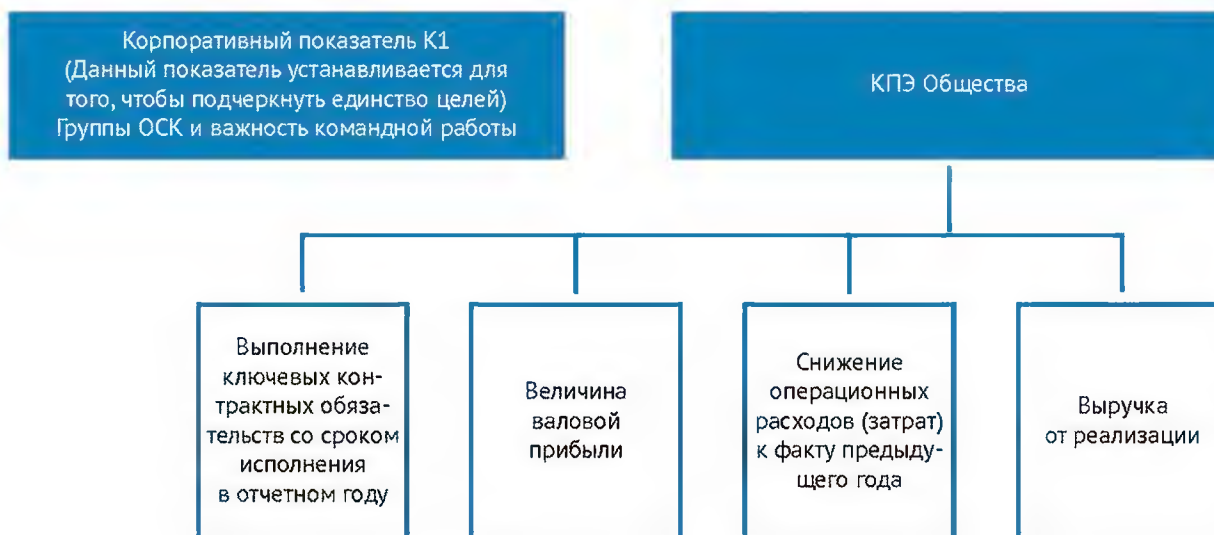 Корпоративный показатель К1
(Данный показатель устанавливается для
того, чтобы подчеркнуть единство целей)
Группы ОСК и важность командной работы
КПЭ Общества
Выполнение
ключевых кон-
трактных обяза-
тельств со сроком
исполнения
в отчетном году
Величина
валовой
прибыли
Снижение
операционных
расходов (затрат)
к факту предыду-
щего года
Выручка
от реализации